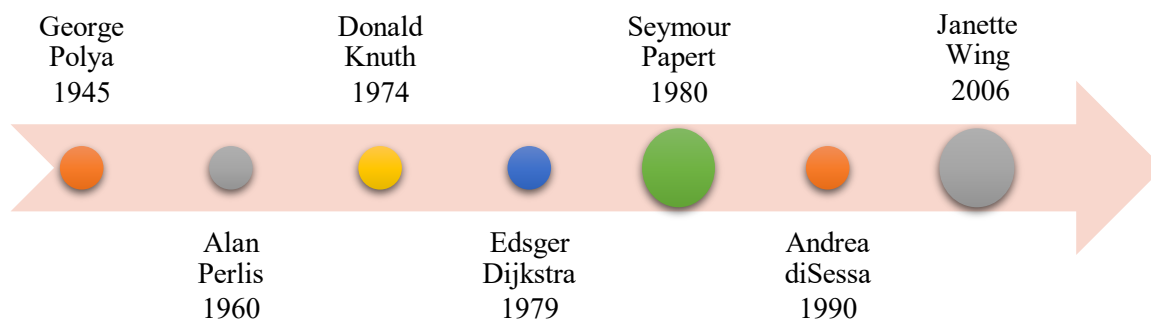 George
Polya
1945
Donald
Knuth
1974
Seymour
Papert
1980
Janette
Wing
2006
Alan
Perlis
1960
Edsger
Dijkstra
1979
Andrea
diSessa
1990